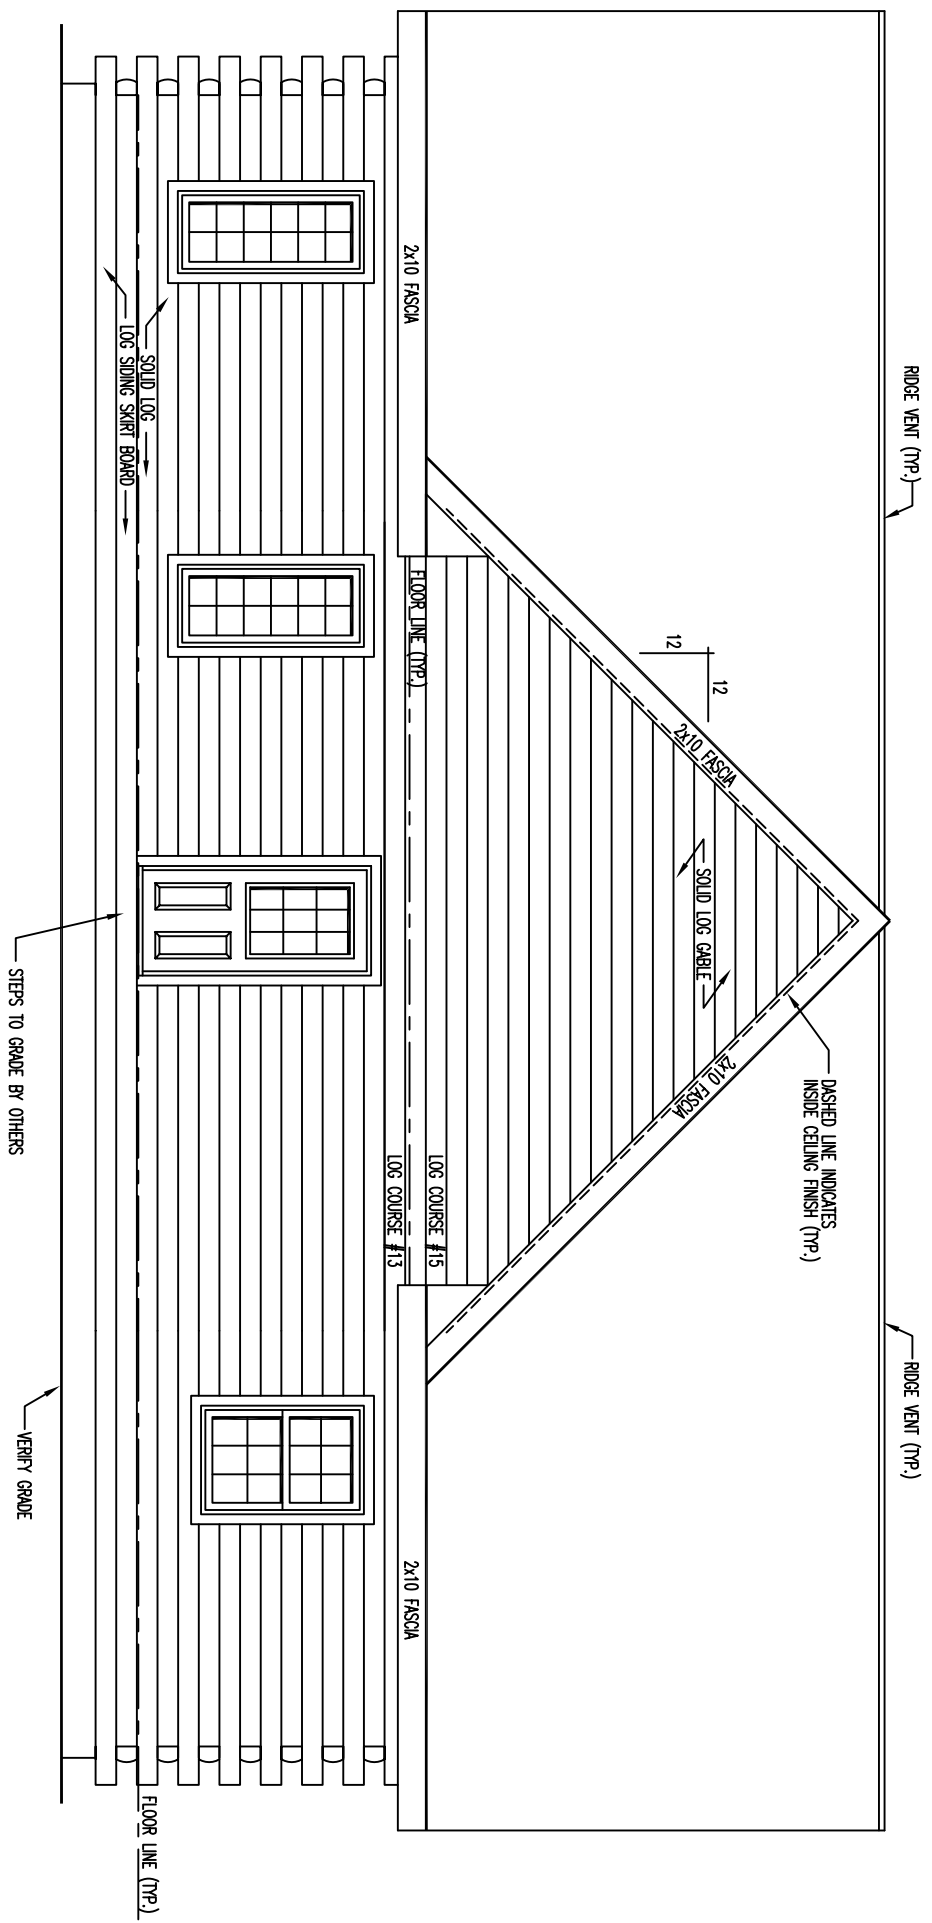 RIDGE VENT (TYP.)
RIDGE VENT (TYP.)
DASHED LINE INDICATES
INSIDE CEILING FINISH (TYP.)
12
12
2x10 FASCIA
2x10 FASCIA
SOLID LOG GABLE
LOG COURSE #15
FLOOR LINE (TYP.)
2x10 FASCIA
2x10 FASCIA
LOG COURSE #13
SOLID LOG
FLOOR LINE (TYP.)
LOG SIDING SKIRT BOARD
VERIFY GRADE
STEPS TO GRADE BY OTHERS